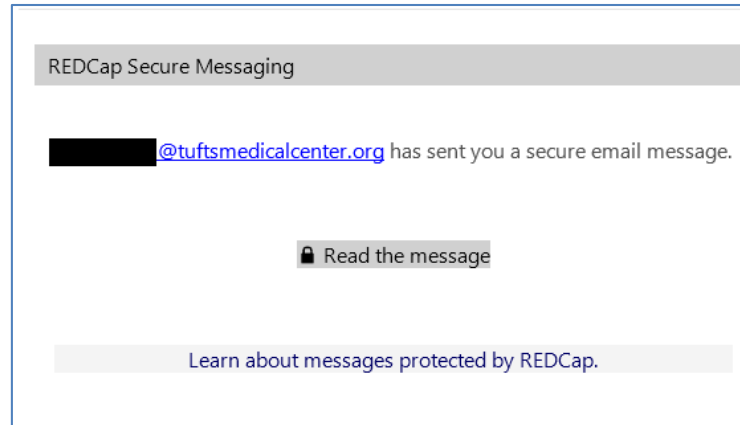 REDCap Secure Messaging
@tuftsmedicalcenter.org has sent you a secure email message.
Read the message
Learn about messages protected by REDCap.